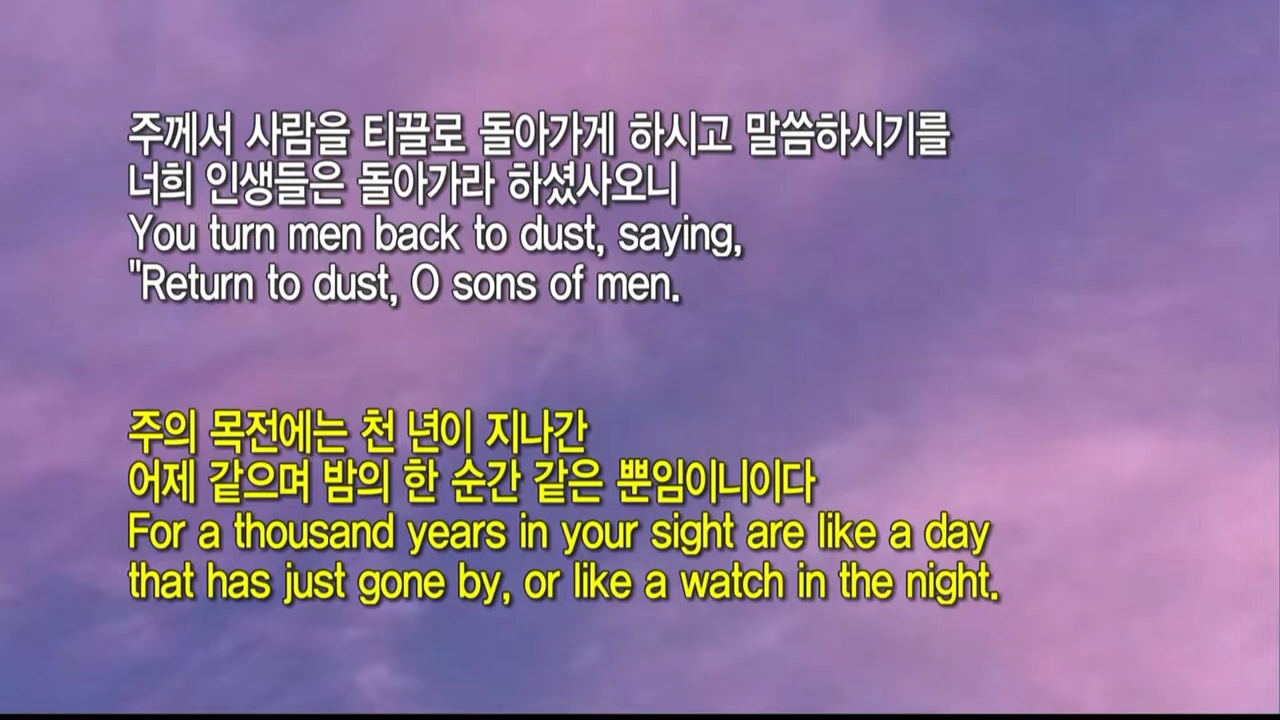 주께서 사람을 티끌로 돌아가게 하시고 말씀하시기를
너희 인생들은 돌아가라 하셨사오니
You turn men back to dust, saying,
"Return to dust, O sons of men.
주의 목전에는 천 년이 지나간
어제 같으며 밤의 한 순간 같은 뿐임이니이다
For a thousand years in your sight are like a day
that has just gone by, or like a watch in the night.